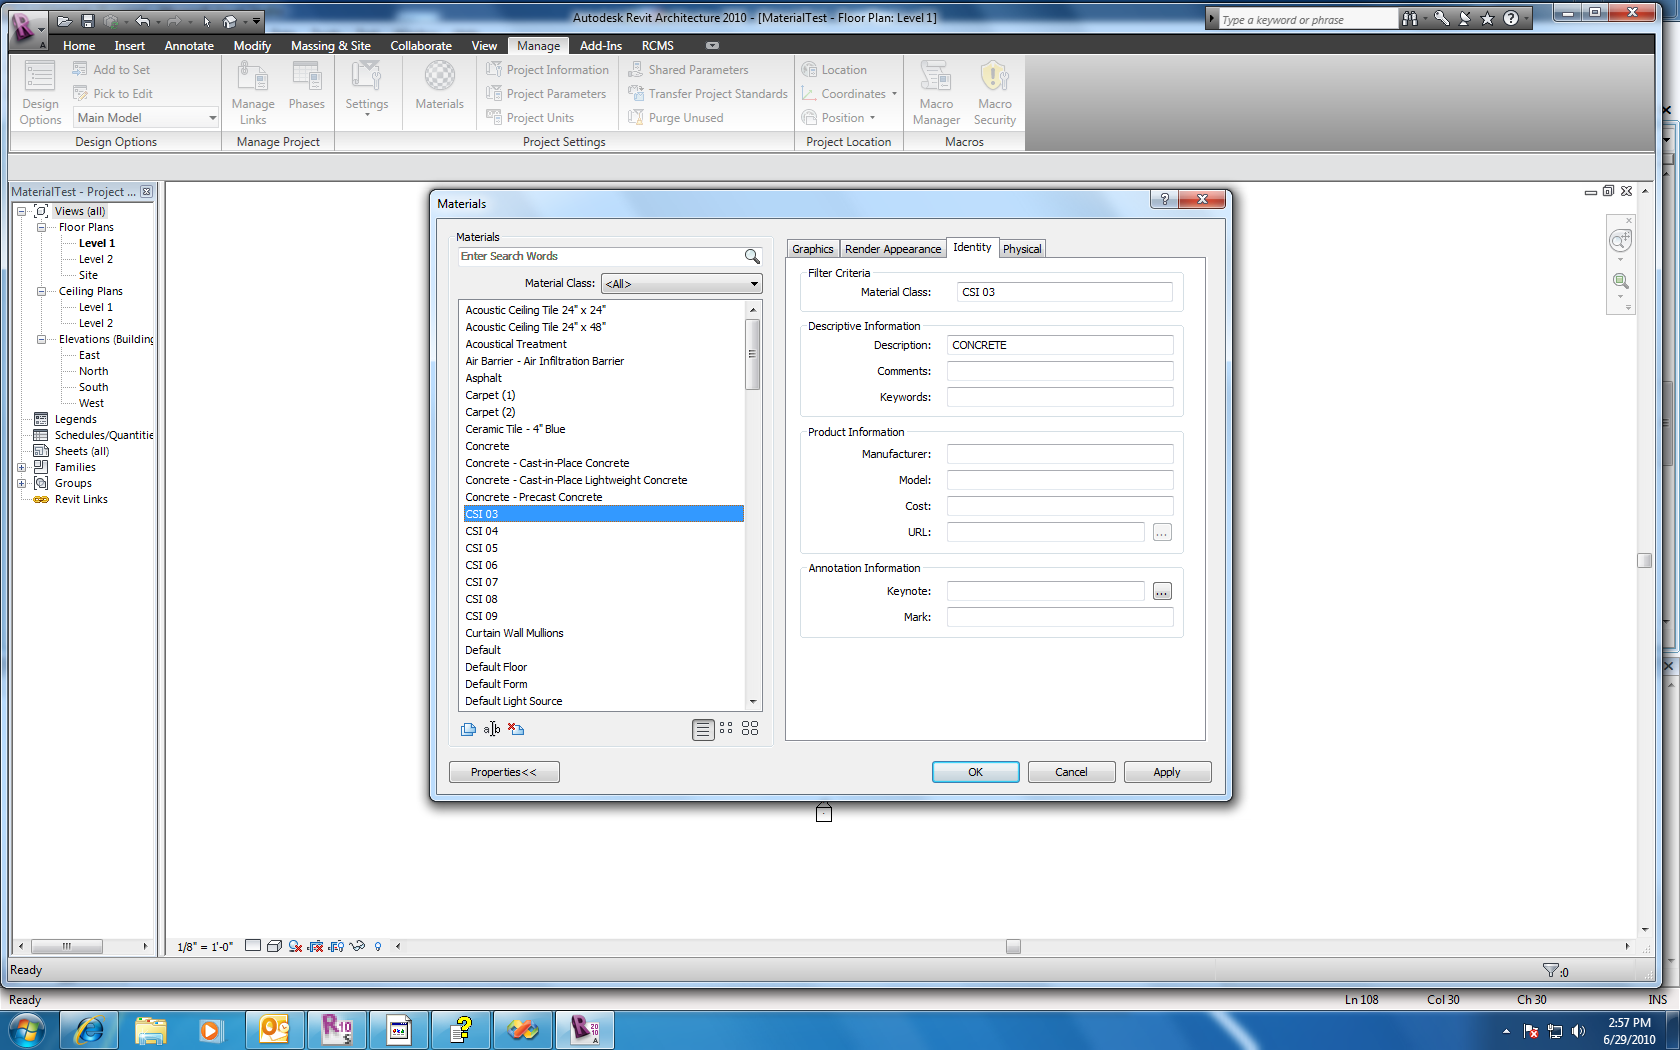 Autodesk Revit Architecture 2010 - [MaterialTest - Floor Plan: Level 1]
Type a keyword or phrase
Home Insert Annotate Modify Massing & Site Collaborate View Manage Add-Ins RCMS
Design Options
Add to Set
Pick to Edit
Main Model
Manage Links
Phases
Settings
Materials
Project Information
Project Parameters
Project Units
Shared Parameters
Transfer Project Standards
Purge Unused
Location
Coordinates
Position
Macro Manager
Macro Security
Design Options Manage Project Project Settings Project Location Macros
MaterialTest - Project ...
Views (all)
Floor Plans
Level 1
Level 2
Site
Ceiling Plans
Level 1
Level 2
Elevations (Building
East
North
South
West
Legends
Schedules/Quantitie
Sheets (all)
Families
Groups
Revit Links
Materials
Materials
Enter Search Words
Material Class: <All>
Acoustic Ceiling Tile 24" x 24"
Acoustic Ceiling Tile 24" x 48"
Acoustical Treatment
Air Barrier - Air Infiltration Barrier
Asphalt
Carpet (1)
Carpet (2)
Ceramic Tile - 4" Blue
Concrete
Concrete - Cast-in-Place Concrete
Concrete - Cast-in-Place Lightweight Concrete
Concrete - Precast Concrete
CSI 03
CSI 04
CSI 05
CSI 06
CSI 07
CSI 08
CSI 09
Curtain Wall Mullions
Default
Default Floor
Default Form
Default Light Source
Properties<<
Graphics Render Appearance Identity Physical
Filter Criteria
Material Class: CSI 03
Descriptive Information
Description: CONCRETE
Comments:
Keywords:
Product Information
Manufacturer:
Model:
Cost:
URL: ...
Annotation Information
Keynote: ...
Mark:
OK Cancel Apply
1/8" = 1'-0"
Ready
:0
Ready Ln 108 Col 30 Ch 30 INS
2:57 PM
6/29/2010